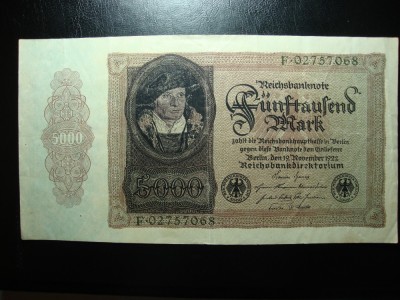 F·02757068
Reichsbanknote
Fünftausend
Mark
zahlt die Reichsbankhauptkasse in Berlin
gegen diese Banknote dem Einlieferer
Berlin, den 19. November 1922
Reichsbankdirektorium
5000
5000
F·02757068